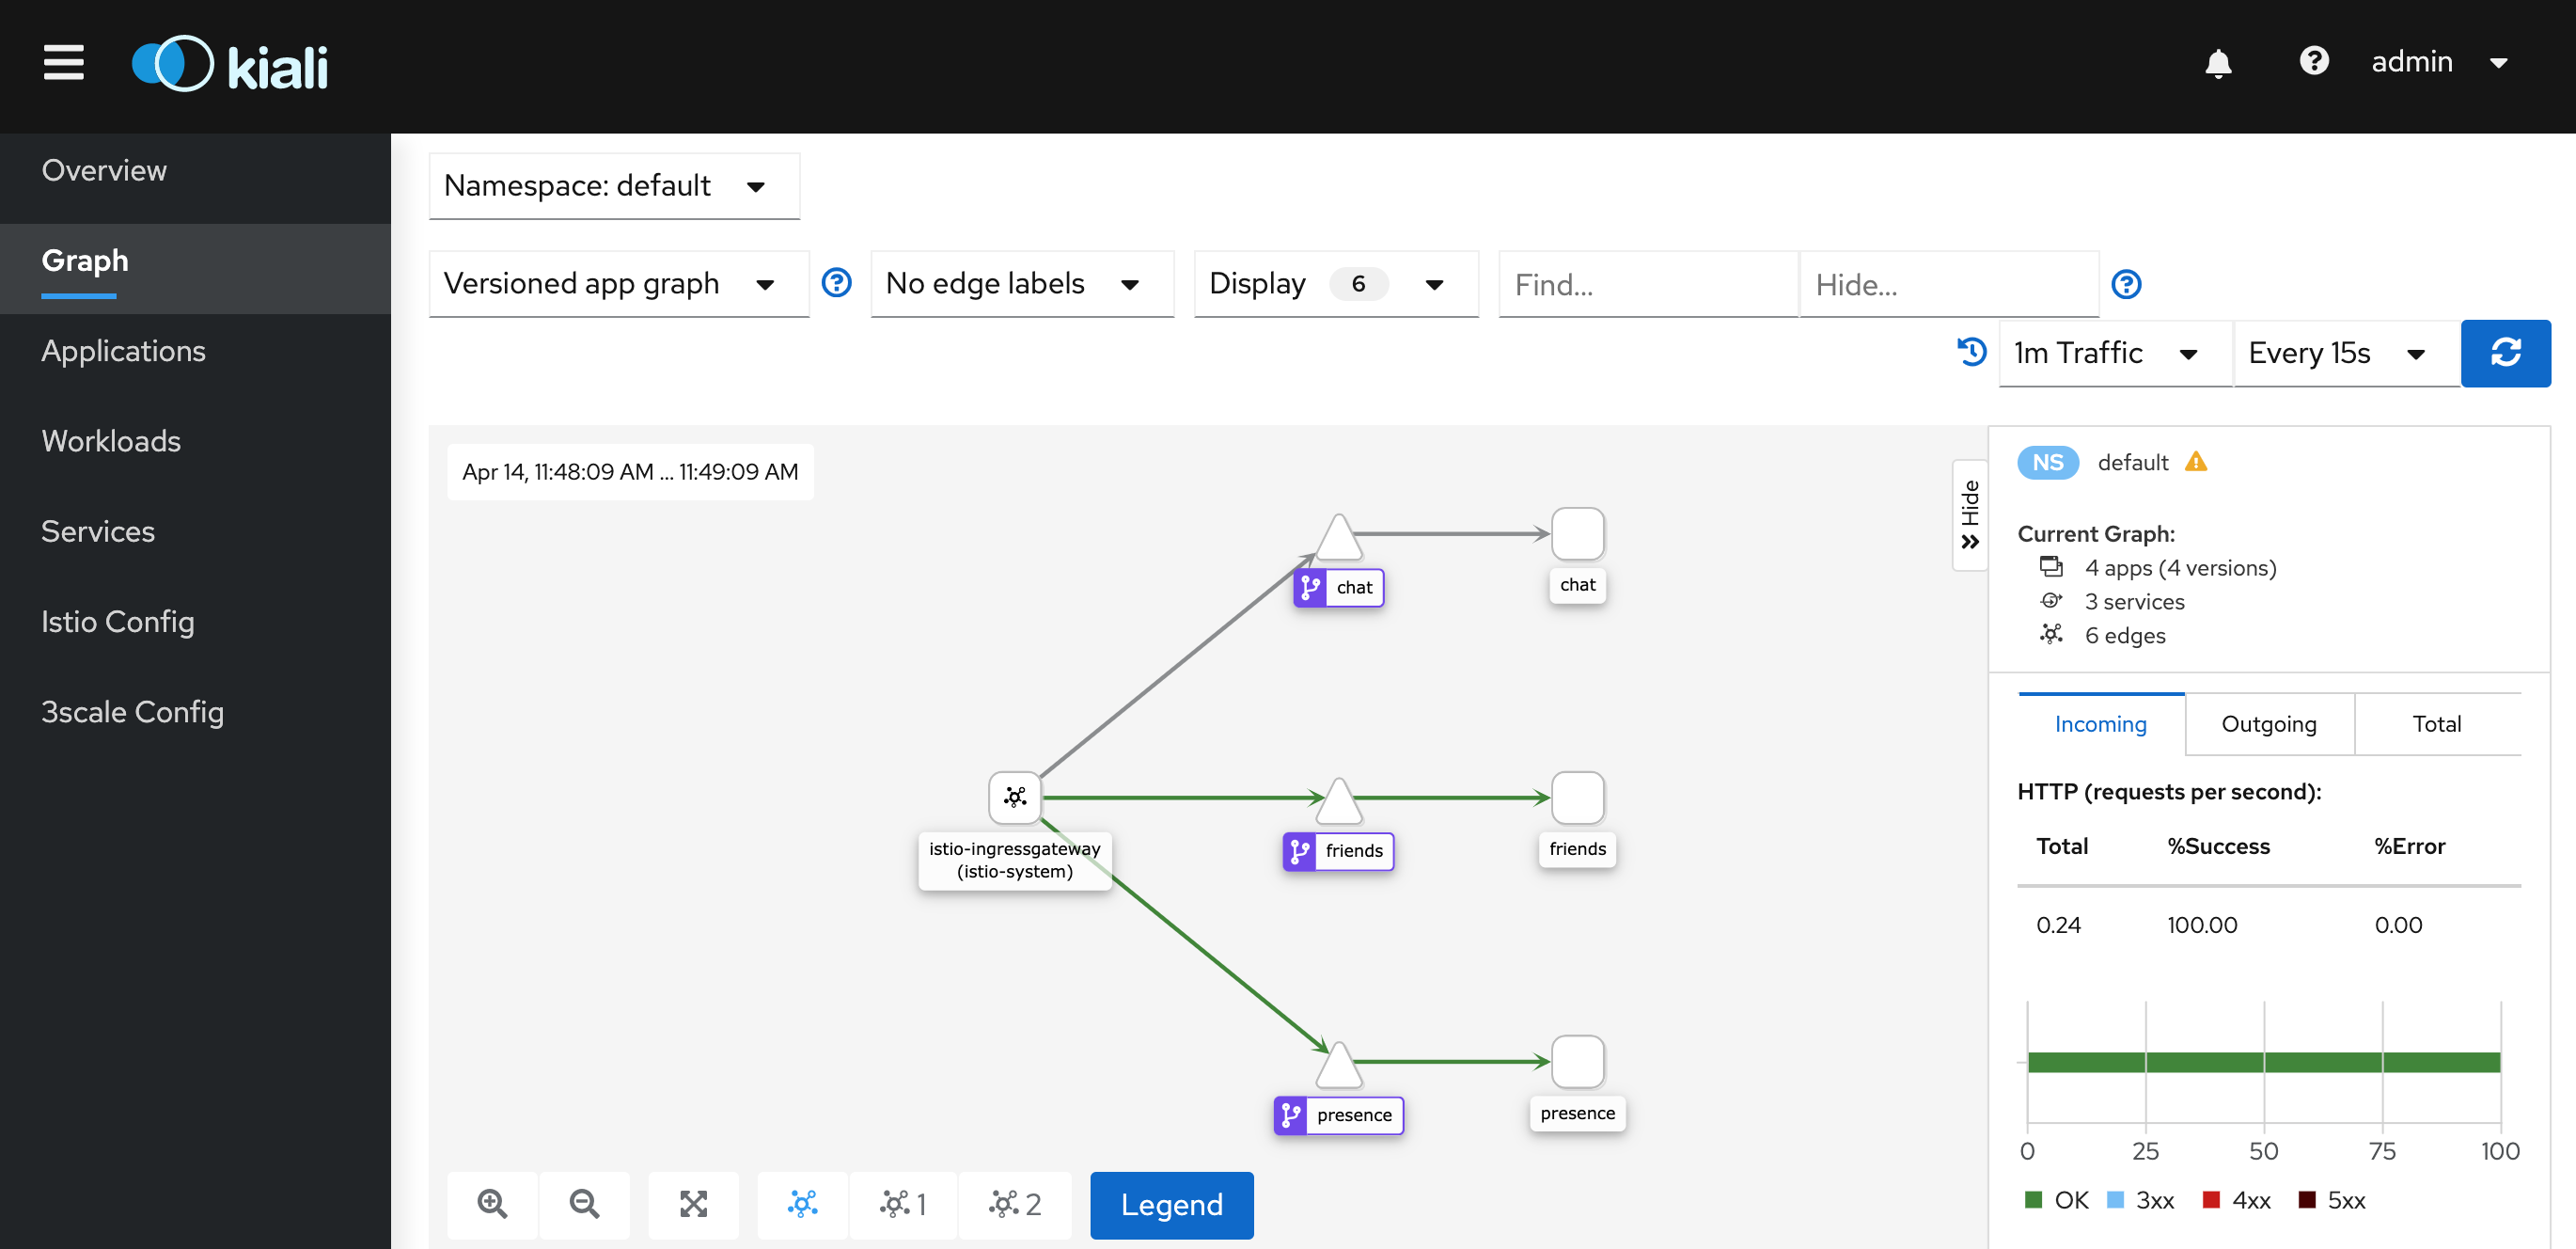 kiali
admin
Overview
Graph
Applications
Workloads
Services
Istio Config
3scale Config
Namespace: default
Versioned app graph
No edge labels
Display 6
Find...
Hide...
1m Traffic
Every 15s
Apr 14, 11:48:09 AM ... 11:49:09 AM
chat
chat
istio-ingressgateway
(istio-system)
friends
friends
presence
presence
1
2
Legend
Hide
NS default
Current Graph:
4 apps (4 versions)
3 services
6 edges
Incoming
Outgoing
Total
HTTP (requests per second):
Total %Success %Error
0.24 100.00 0.00
0 25 50 75 100
OK 3xx 4xx 5xx